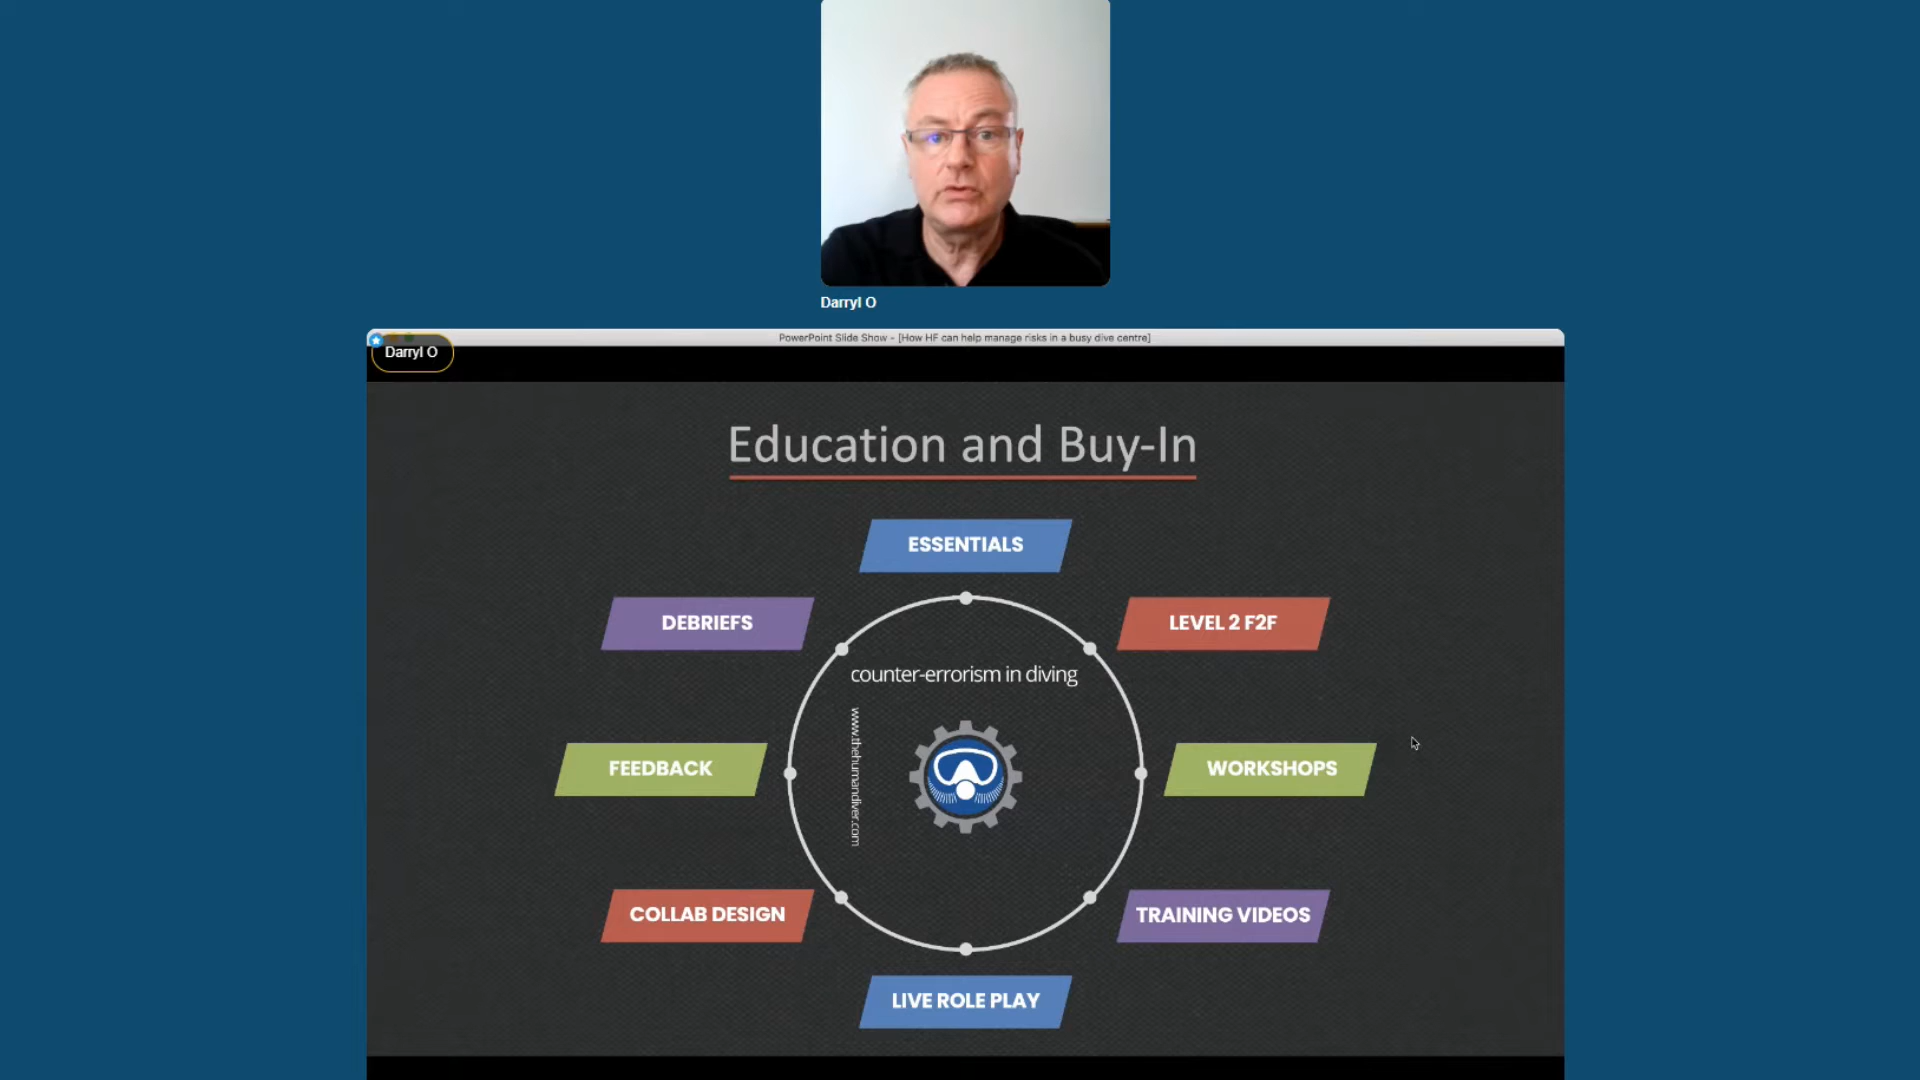 Darryl O
PowerPoint Slide Show - [How HF can help manage risks in a busy dive centre]
Darryl O
Education and Buy-In
ESSENTIALS
DEBRIEFS
LEVEL 2 F2F
counter-errorism in diving
www.thehumandiver.com
FEEDBACK
WORKSHOPS
COLLAB DESIGN
TRAINING VIDEOS
LIVE ROLE PLAY